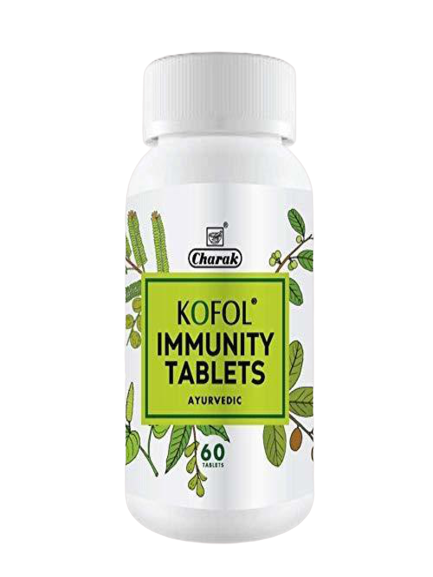 ®
Charak
KOFOL®
IMMUNITY
TABLETS
AYURVEDIC
60
TABLETS